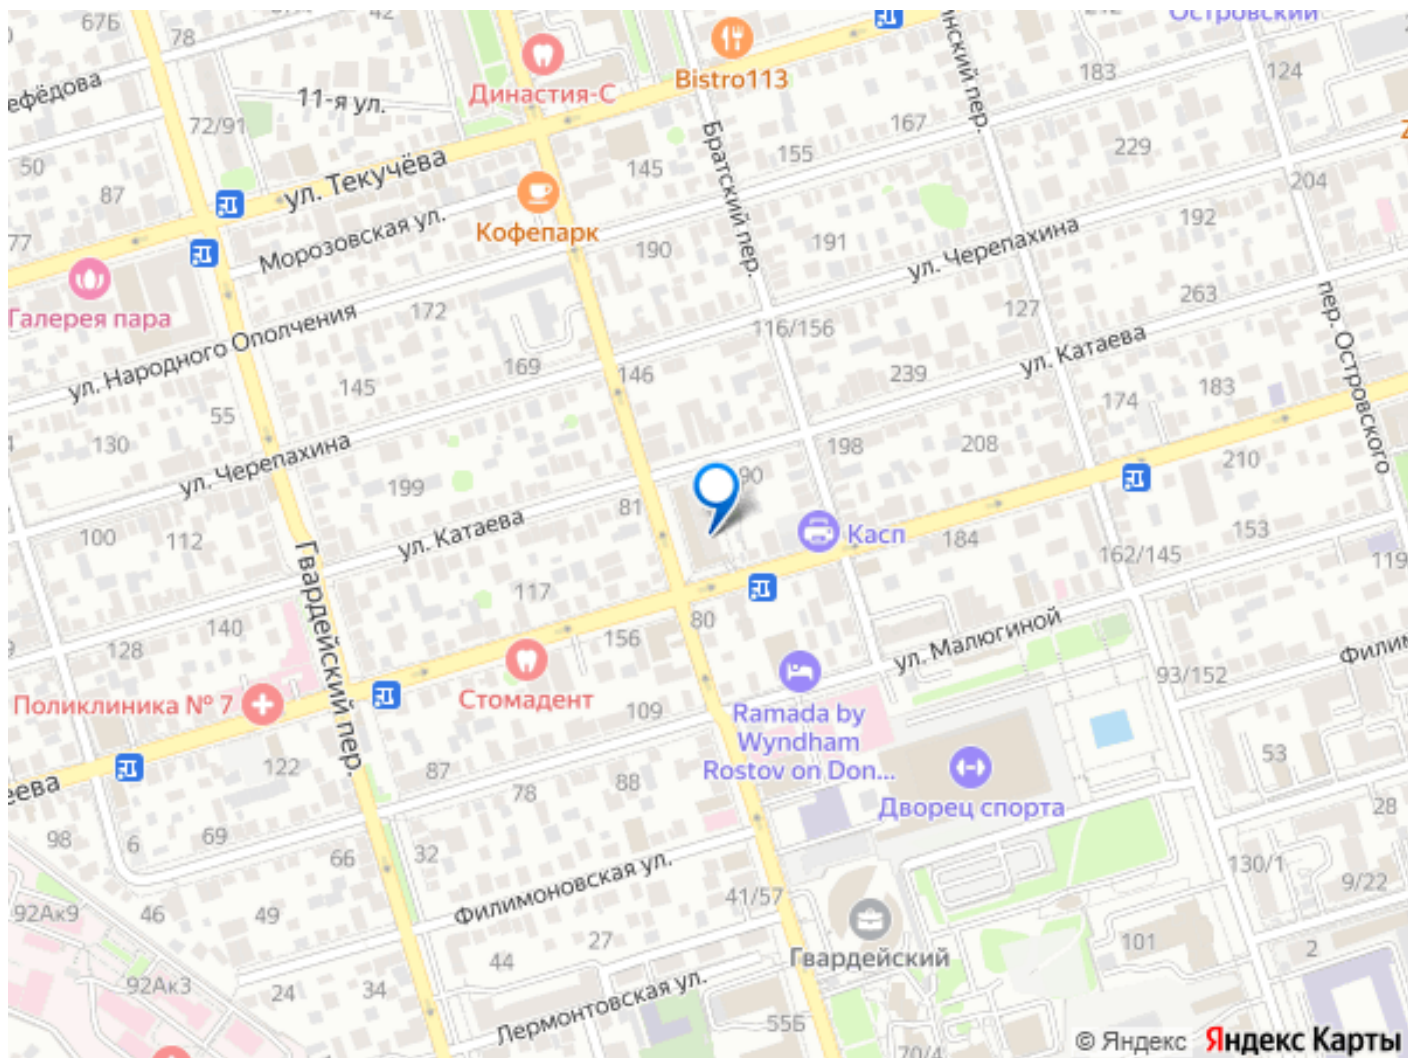 67Б
42
Островский
78
нский пер.
183
124
Bistro113
ефёдова
11-я ул.
Династия-С
72/91
167
Братский пер.
155
229
145
50
ул. Текучёва
87
204
192
77
Морозовская ул.
Кофепарк
190
191
ул. Черепахина
Галерея пара
172
127
263
пер. Островского
ул. Народного Ополчения
116/156
ул. Катаева
169
146
239
145
183
174
55
130
198
208
210
ул. Черепахина
90
199
81
ул. Катаева
Касп
100
112
184
153
162/145
119
Гвардейский пер.
117
140
80
156
ул. Малюгиной
128
Филим
93/152
Стомадент
Поликлиника № 7
109
Ramada by
Wyndham
Rostov on Don...
53
122
87
88
еева
78
Дворец спорта
28
98
6
69
66
32
130/1
Филимоновская ул.
41/57
9/22
92Ак9
46
49
27
101
2
44
Гвардейский
92Ак3
24
34
Лермонтовская ул.
55Б
70/4
© Яндекс
Яндекс Карты